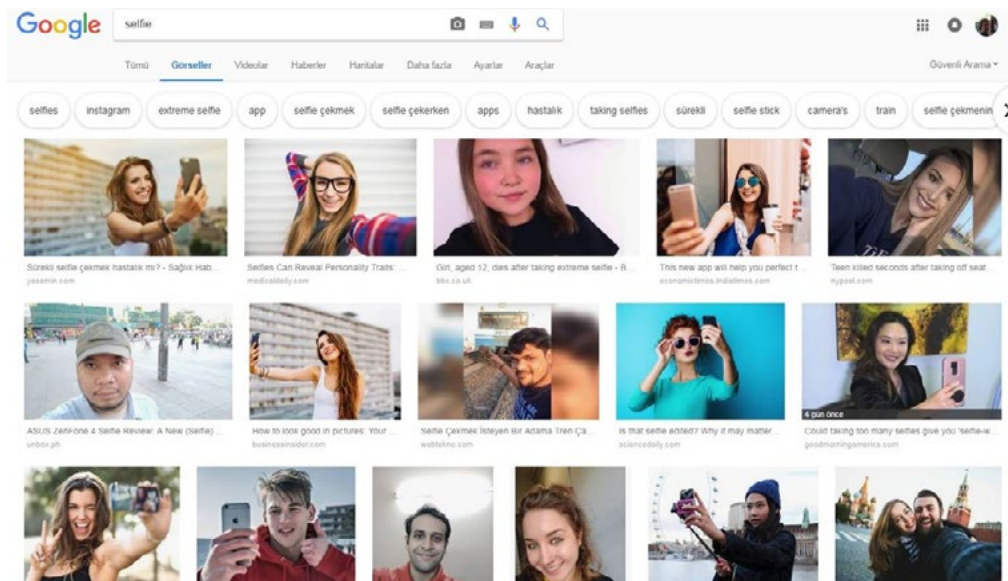 Google
selfie
Tümü Görseller Videolar Haberler Haritalar Daha fazla Ayarlar Araçlar Güvenli Arama
selfies instagram extreme selfie app selfie çekmek selfie çekerken apps hastalık taking selfies sürekli selfie stick camera's train selfie çekmenin
Sürekli selfie çekmek hastalık mı? - Sağlık Hab... Selfies Can Reveal Personality Traits: ... Girl, aged 12, dies after taking extreme selfie - B... This new app will help you perfect t... Teen killed seconds after taking off seat ...
yasemin.com medicaldaily.com bbc.co.uk economictimes.indiatimes.com nypost.com
4 gün önce
ASUS ZenFone 4 Selfie Review: A New (Selfie) ... How to look good in pictures: Your ... Selfie Çekmek İsteyen Bir Adama Tren Ça... Is that selfie edited? Why it may matter... Could taking too many selfies give you 'selfie-w...
unbox.ph businessinsider.com webtekno.com sciencedaily.com goodmorningamerica.com